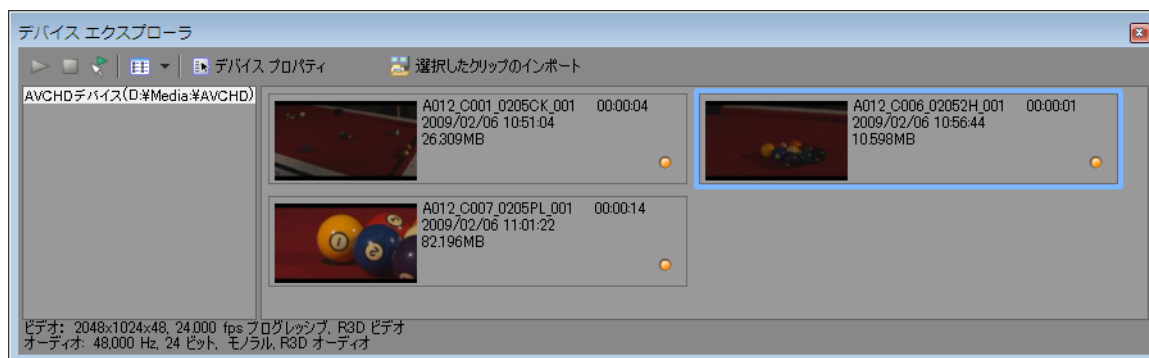 デバイス エクスプローラ
デバイス プロパティ 選択したクリップのインポート
AVCHDデバイス(D:¥Media:¥AVCHD)
A012_C001_0205CK_001 00:00:04
2009/02/06 10:51:04
26.309MB
A012_C006_02052H_001 00:00:01
2009/02/06 10:56:44
10.598MB
A012_C007_0205PL_001 00:00:14
2009/02/06 11:01:22
82.196MB
ビデオ: 2048x1024x48, 24.000 fps プログレッシブ, R3D ビデオ
オーディオ: 48,000 Hz, 24 ビット, モノラル, R3D オーディオ